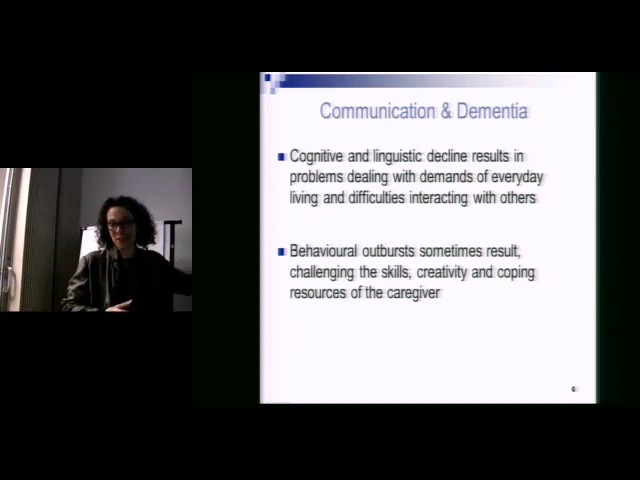 Communication & Dementia
Cognitive and linguistic decline results in
problems dealing with demands of everyday
living and difficulties interacting with others
Behavioural outbursts sometimes result,
challenging the skills, creativity and coping
resources of the caregiver
6